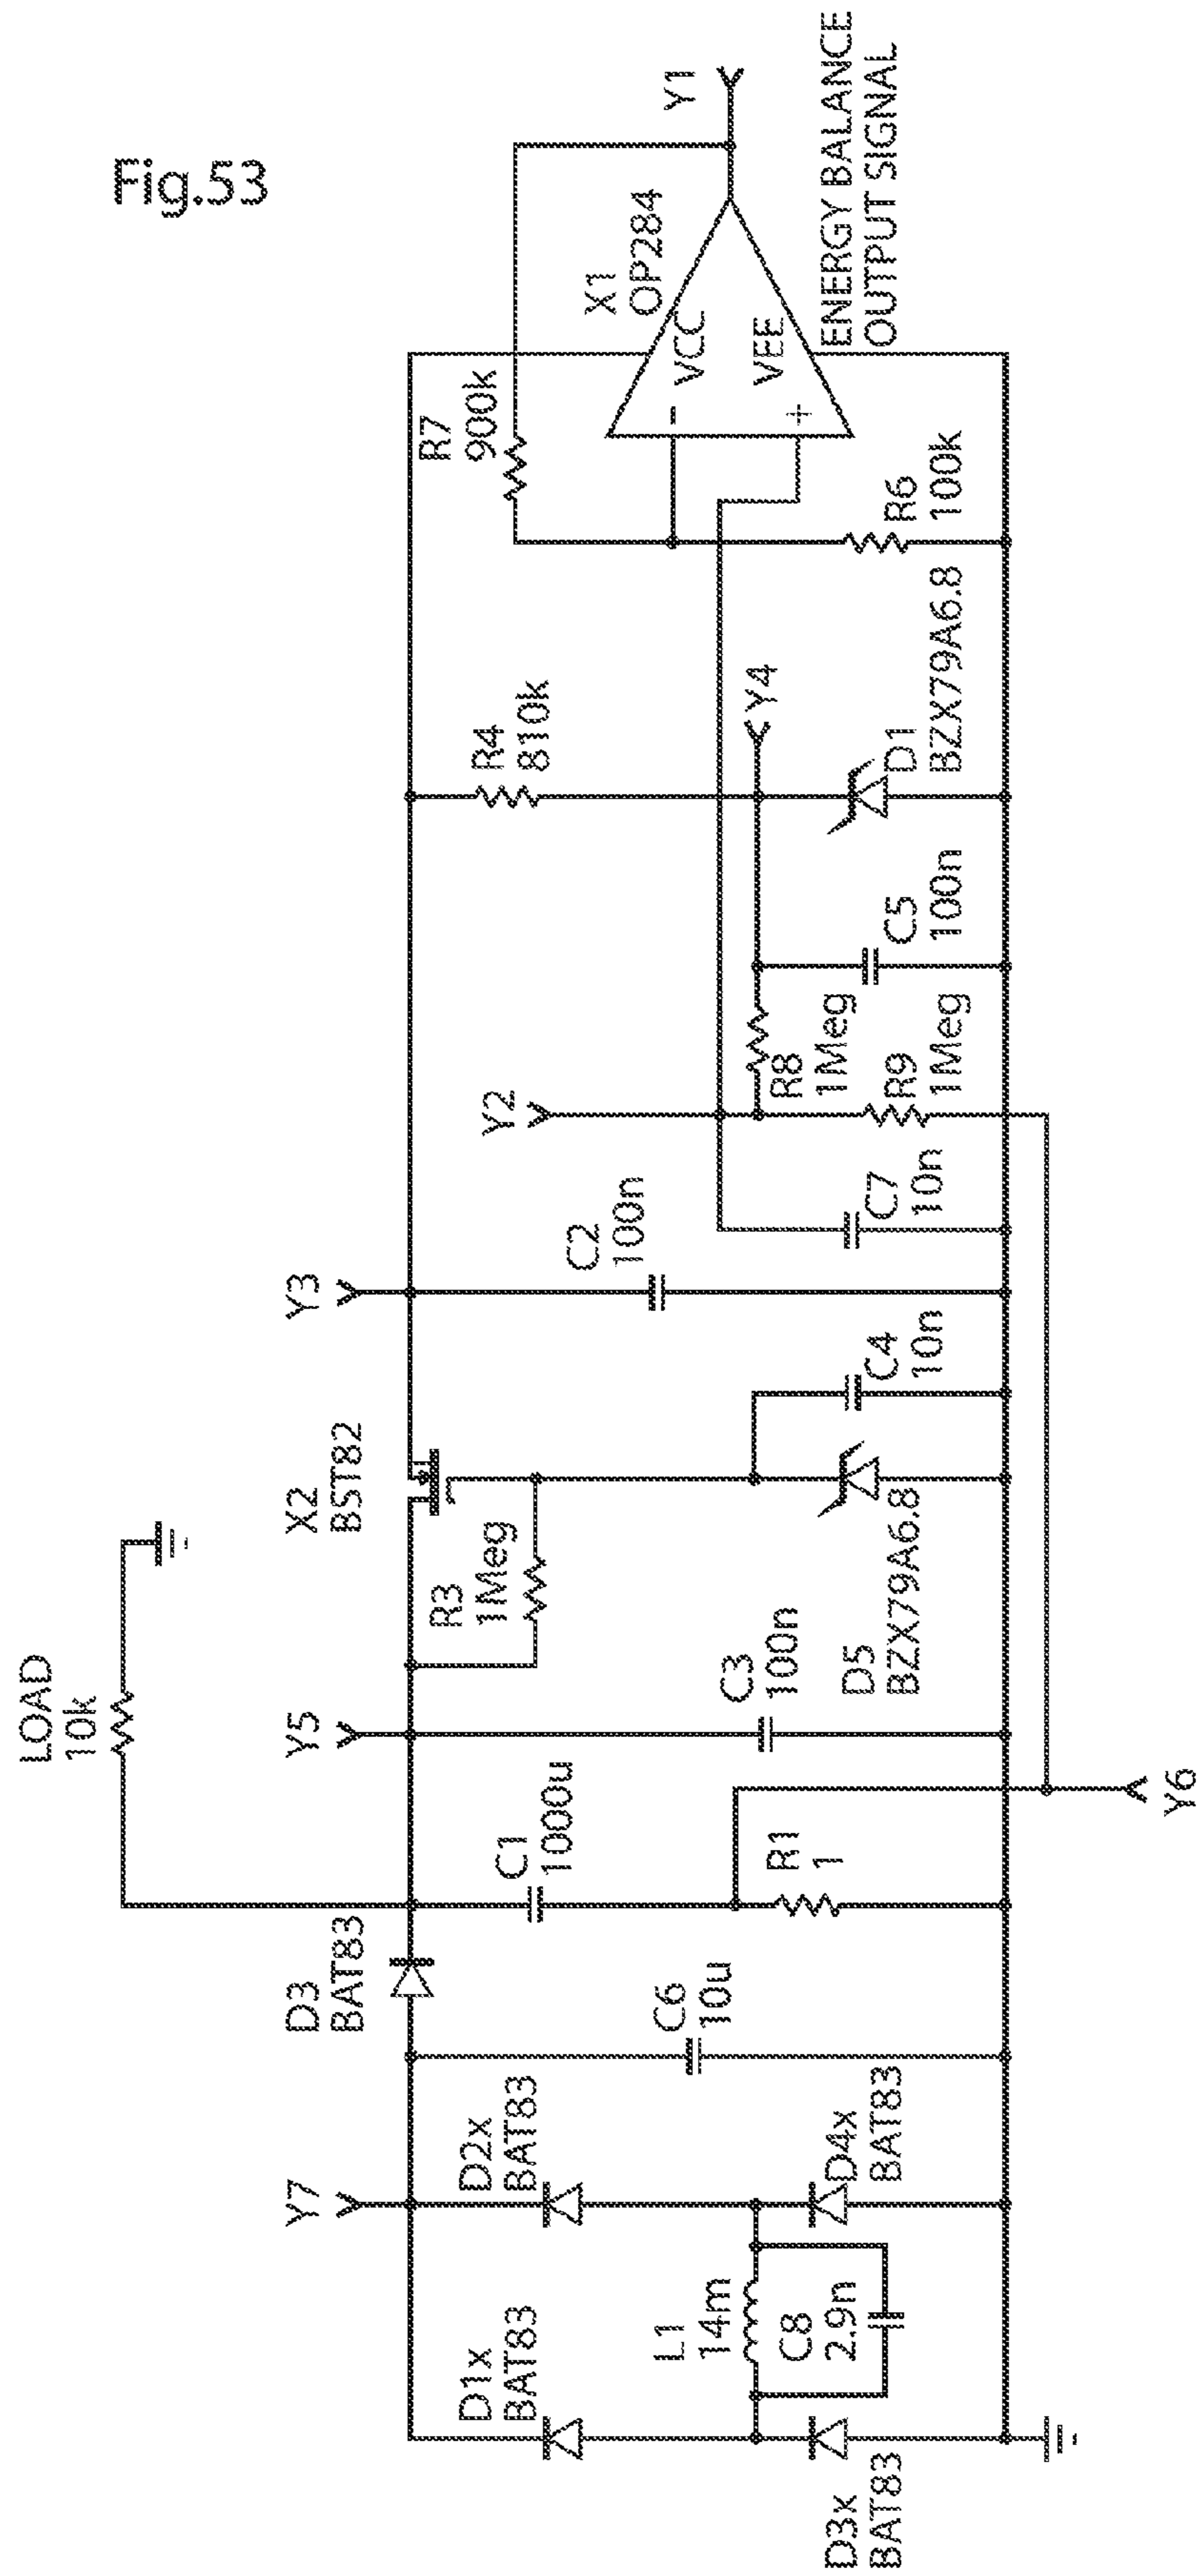 Fig.53
LOAD
10k
Y7
D3
BAT83
Y5
X2
BST82
Y3
D1x
BAT83
D2x
BAT83
C6
10u
C1
1000u
R3
1Meg
C2
100n
Y2
R4
810k
R7
900k
X1
OP284
Y1
VCC
VEE
-
+
L1
14m
C8
2.9n
D3x
BAT83
D4x
BAT83
R1
1
C3
100n
D5
BZX79A6.8
C4
10n
C7
10n
R8
1Meg
R9
1Meg
C5
100n
Y4
D1
BZX79A6.8
R6
100k
ENERGY BALANCE
OUTPUT SIGNAL
Y6